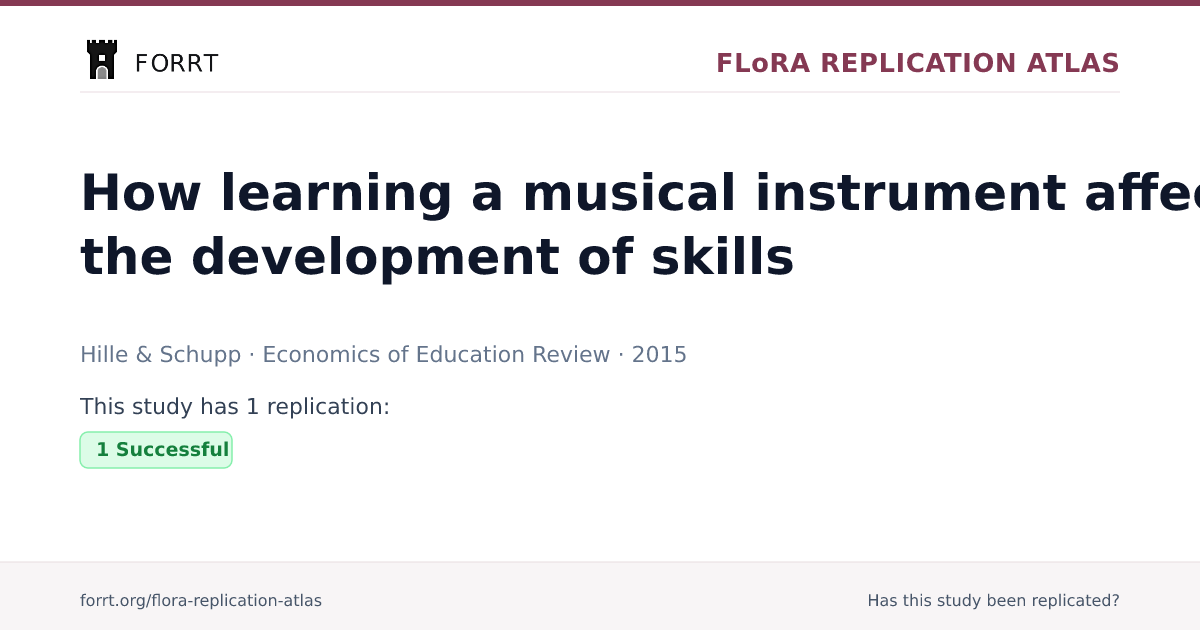 FORRT
FLoRA REPLICATION ATLAS
How learning a musical instrument affec
the development of skills
Hille & Schupp · Economics of Education Review · 2015
This study has 1 replication:
1 Successful
forrt.org/flora-replication-atlas
Has this study been replicated?